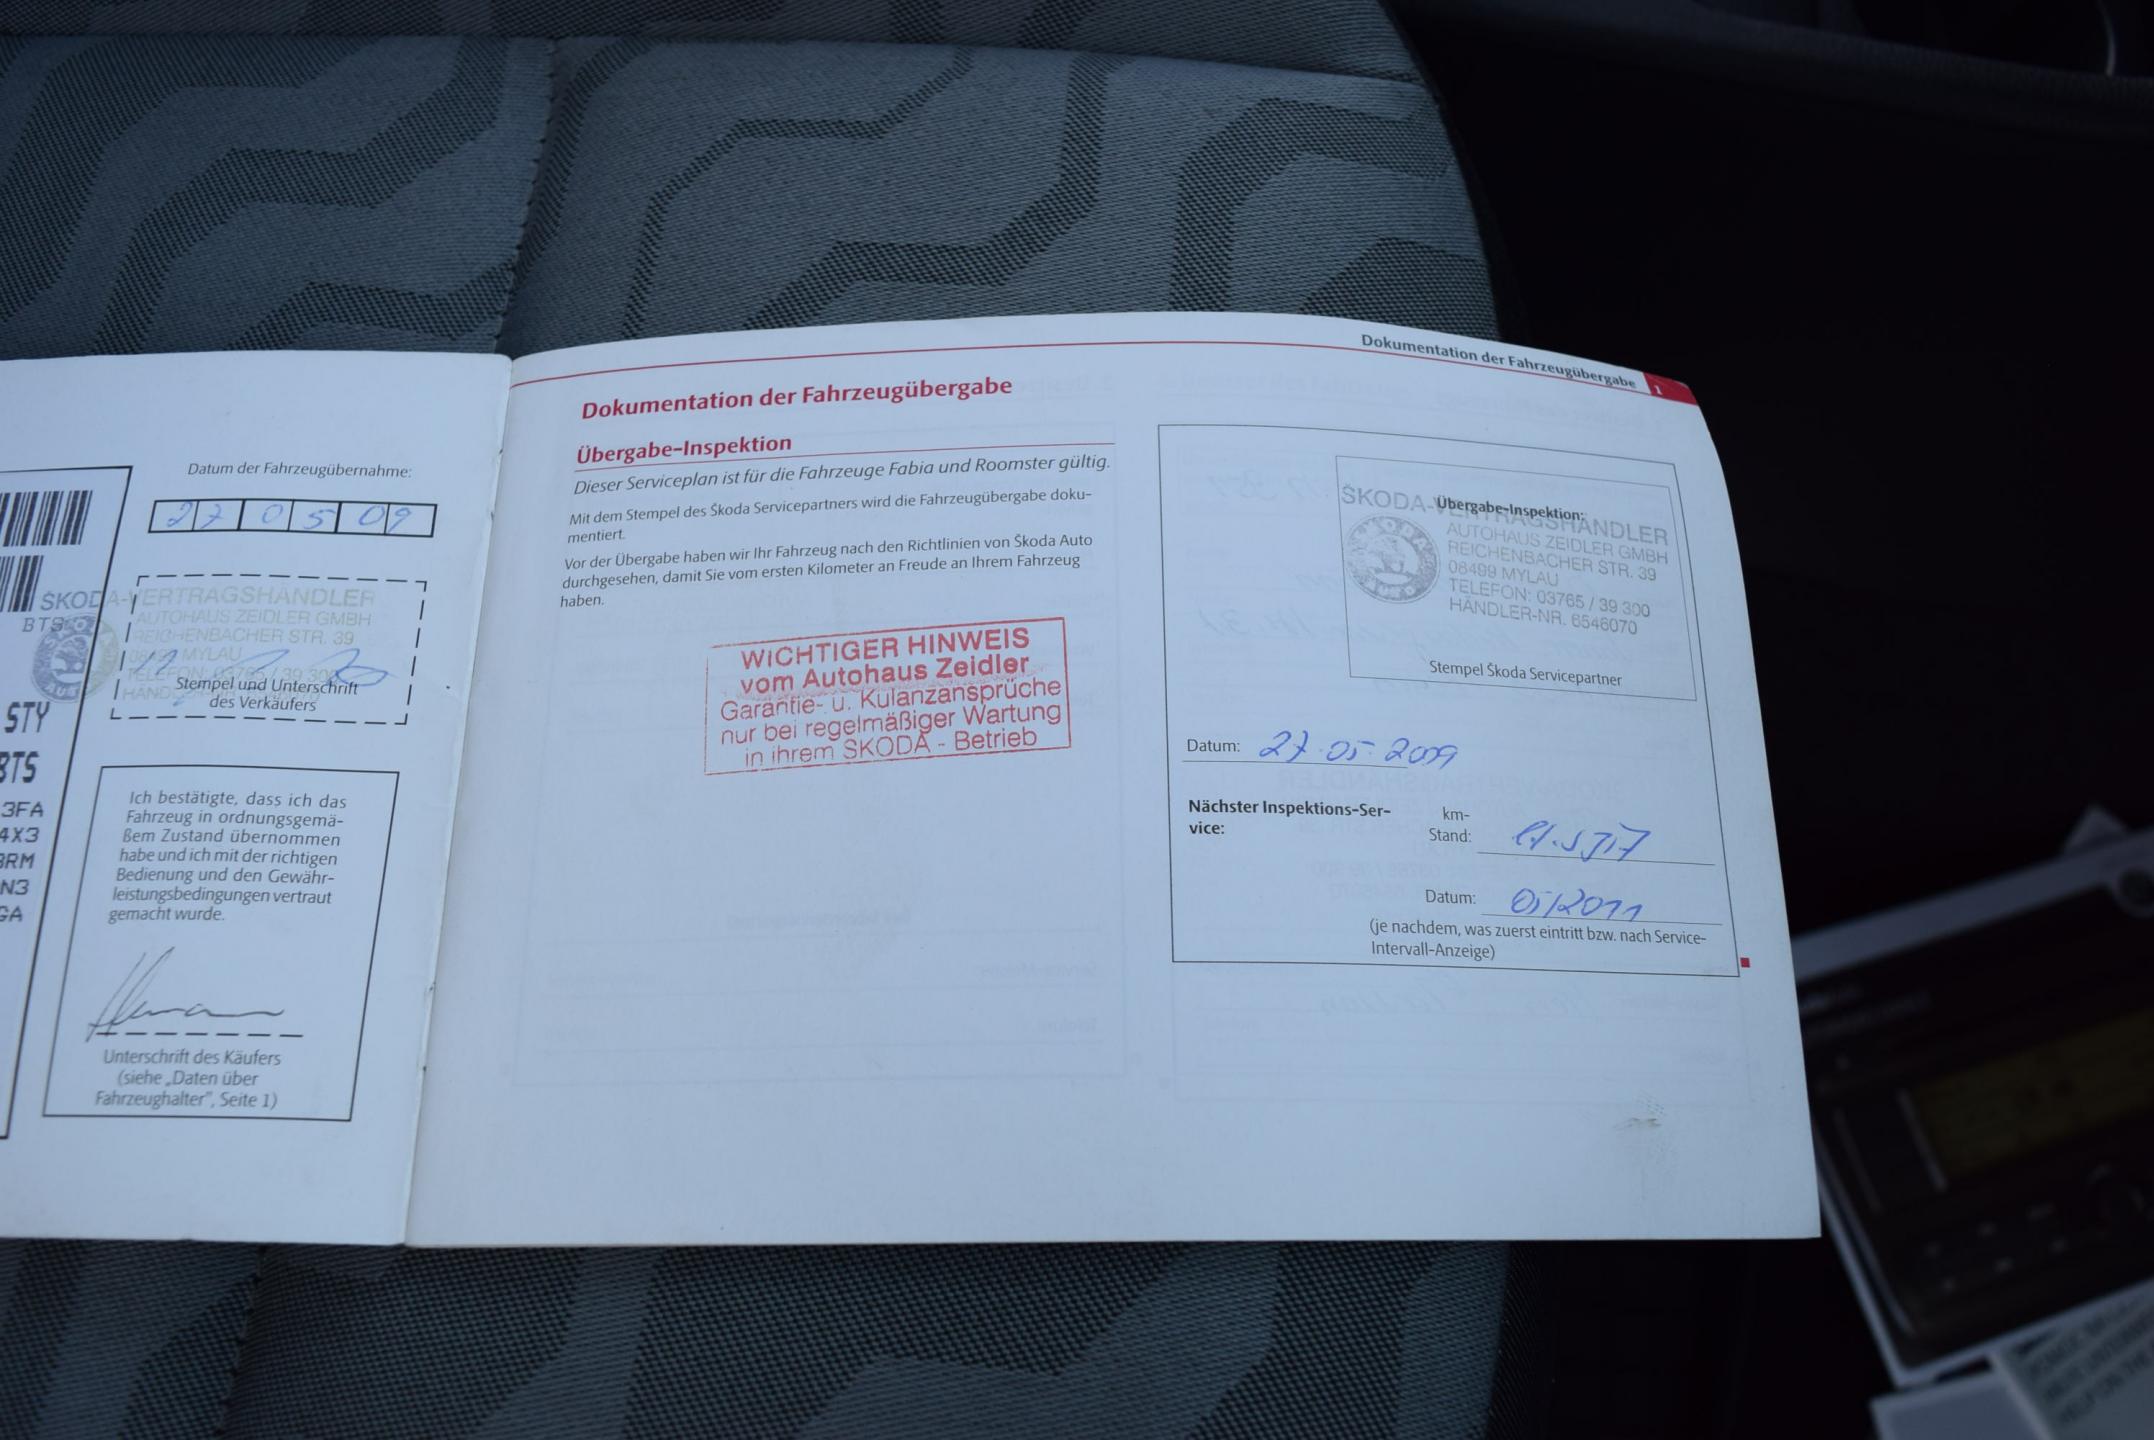 Datum der Fahrzeugübernahme:
27 05 09
ŠKODA-VERTRAGSHÄNDLER
AUTOHAUS ZEIDLER GMBH
REICHENBACHER STR. 39
08499 MYLAU
TELEFON: 03765 / 39 300
Stempel und Unterschrift
des Verkäufers
STY
BTS
3FA
4X3
BRM
N3
GA
Ich bestätigte, dass ich das
Fahrzeug in ordnungsgemä-
ßem Zustand übernommen
habe und ich mit der richtigen
Bedienung und den Gewähr-
leistungsbedingungen vertraut
gemacht wurde.
Unterschrift des Käufers
(siehe „Daten über
Fahrzeughalter", Seite 1)
Dokumentation der Fahrzeugübergabe 1
Dokumentation der Fahrzeugübergabe
Übergabe-Inspektion
Dieser Serviceplan ist für die Fahrzeuge Fabia und Roomster gültig.
Mit dem Stempel des Škoda Servicepartners wird die Fahrzeugübergabe doku-
mentiert.
Vor der Übergabe haben wir Ihr Fahrzeug nach den Richtlinien von Škoda Auto
durchgesehen, damit Sie vom ersten Kilometer an Freude an Ihrem Fahrzeug
haben.
WICHTIGER HINWEIS
vom Autohaus Zeidler
Garantie- u. Kulanzansprüche
nur bei regelmäßiger Wartung
in ihrem SKODA - Betrieb
Übergabe-Inspektion:
ŠKODA-VERTRAGSHÄNDLER
AUTOHAUS ZEIDLER GMBH
REICHENBACHER STR. 39
08499 MYLAU
TELEFON: 03765 / 39 300
HÄNDLER-NR. 6546070
Stempel Škoda Servicepartner
Datum: 27.05.2009
Nächster Inspektions-Ser-
vice:
km-
Stand:
Datum: 05/2011
(je nachdem, was zuerst eintritt bzw. nach Service-
Intervall-Anzeige)